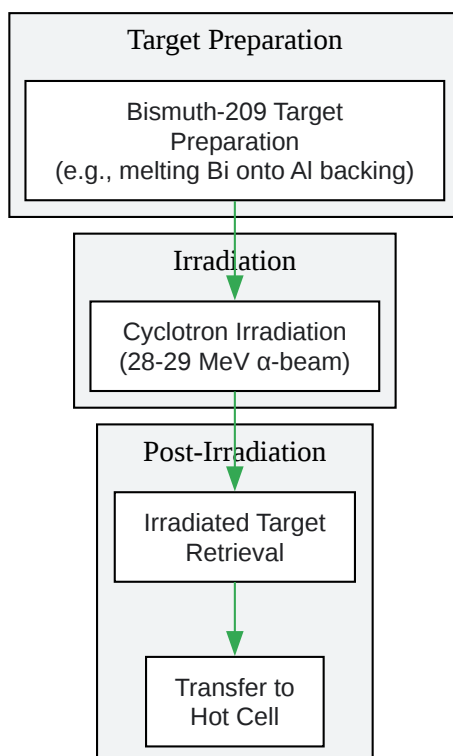 Target Preparation
Bismuth-209 Target
Preparation
(e.g., melting Bi onto Al backing)
Irradiation
Cyclotron Irradiation
(28-29 MeV α-beam)
Post-Irradiation
Irradiated Target
Retrieval
Transfer to
Hot Cell